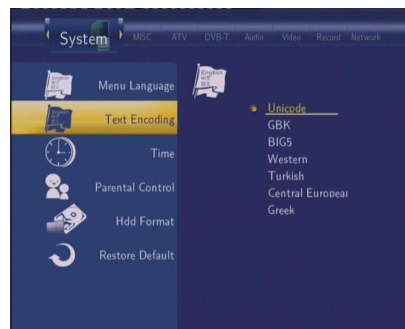 System MISC ATV DVB-T Audio Video Record Network
Menu Language
Text Encoding
Time
Parental Control
Hdd Format
Restore Default
Unicode
GBK
BIG5
Western
Turkish
Central Europear
Greek